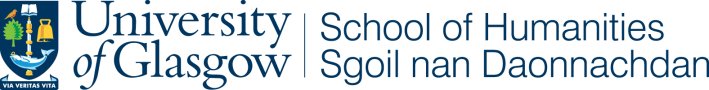 University
of Glasgow
School of Humanities
Sgoil nan Daonnachdan
VIA VERITAS VITA